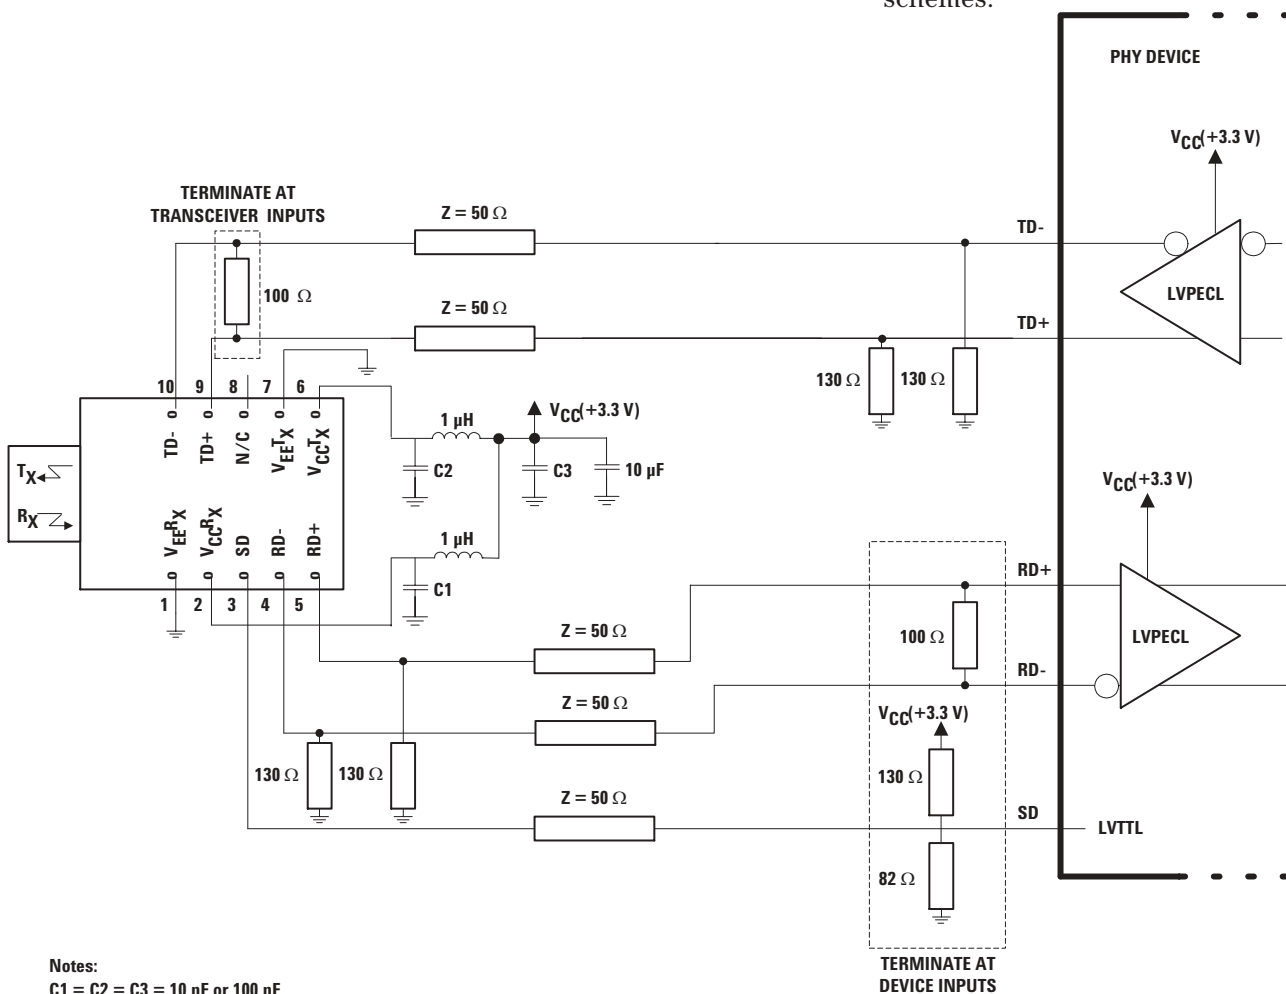 schemes.
PHY DEVICE
VCC(+3.3 V)
TERMINATE AT
TRANSCEIVER INPUTS
Z = 50 Ω
TD-
LVPECL
100 Ω
Z = 50 Ω
TD+
130 Ω
130 Ω
10
9
8
7
6
TD-
TD+
N/C
VEETX
VCCTX
1 µH
VCC(+3.3 V)
C2
C3
10 µF
TX
RX
VEERX
VCCRX
SD
RD-
RD+
1 µH
C1
1
2
3
4
5
VCC(+3.3 V)
RD+
Z = 50 Ω
100 Ω
LVPECL
RD-
Z = 50 Ω
VCC(+3.3 V)
130 Ω
130 Ω
130 Ω
Z = 50 Ω
SD
LVTTL
82 Ω
TERMINATE AT
DEVICE INPUTS
Notes:
C1 = C2 = C3 = 10 nF or 100 nF